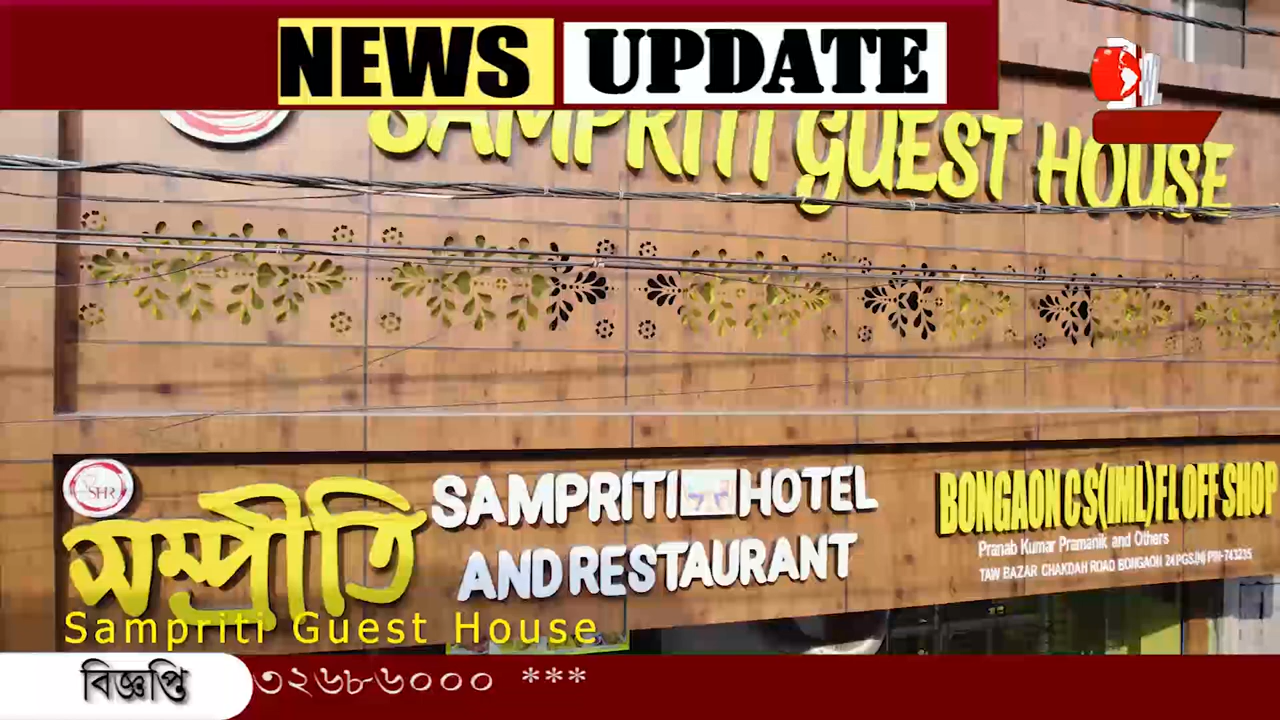 NEWS UPDATE
SAMPRITI GUEST HOUSE
SHR
সম্প্রীতি
SAMPRITI HOTEL
AND RESTAURANT
BONGAON C S (IML) FL OFF SHOP
Pranab Kumar Pramanik and Others
TAW BAZAR CHAKDAH ROAD BONGAON 24 PGS.(N) PIN-743235
Sampriti Guest House
বিজ্ঞপ্তি
৩২৬৮৬০০০ ***